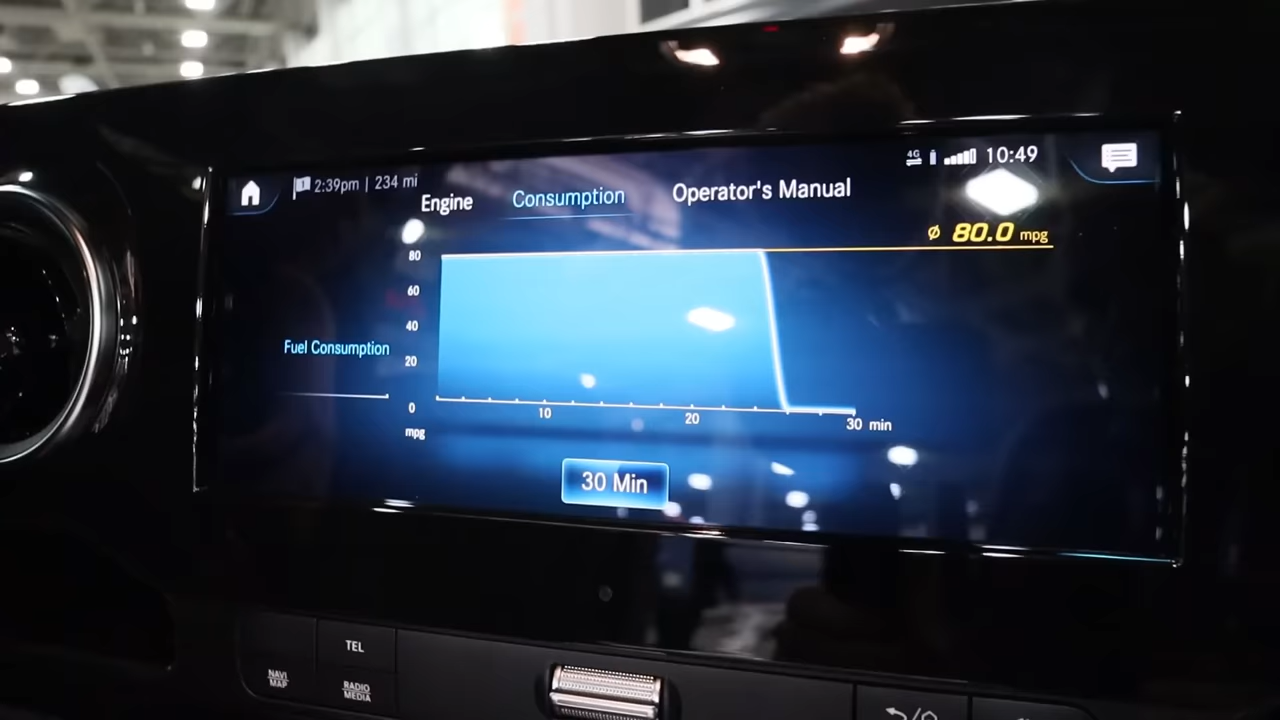 4G 10:49
2:39pm | 234 mi
Engine Consumption Operator's Manual
Ø 80.0 mpg
80
60
40
20
0
mpg
Fuel Consumption
10 20 30 min
30 Min
TEL
NAVI
MAP
RADIO
MEDIA